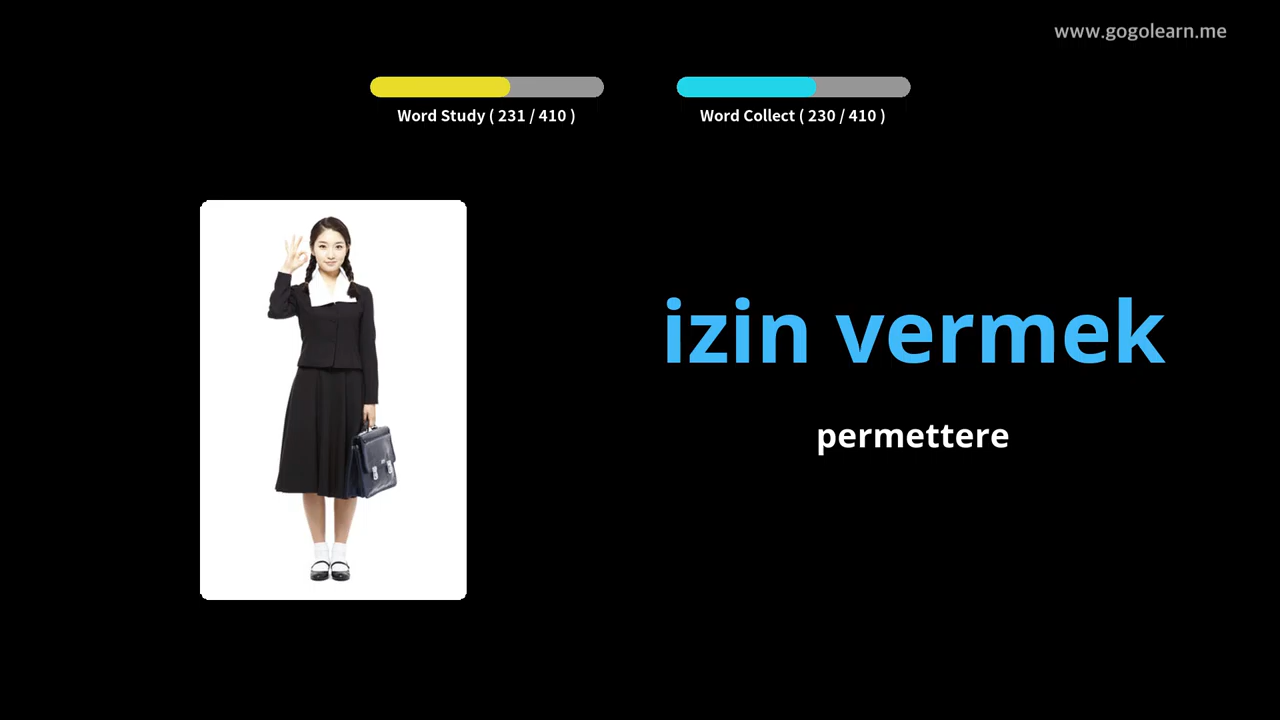 www.gogolearn.me
Word Study ( 231 / 410 )
Word Collect ( 230 / 410 )
izin vermek
permettere